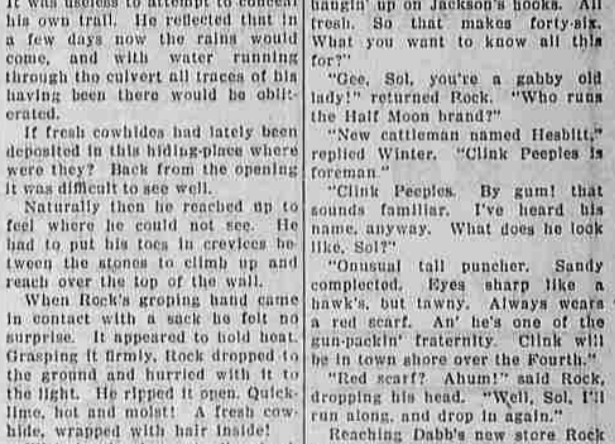 It was useless to attempt to conceal
his own trail. He reflected that in
a few days now the rains would
come, and with water running
through the culvert all traces of his
having been there would be oblit-
erated.
If fresh cowhides had lately been
deposited in this hiding-place where
were they? Back from the opening
it was difficult to see well.
Naturally then he reached up to
feel where he could not see. He
had to put his toes in crevices be-
tween the stones to climb up and
reach over the top of the wall.
When Rock's groping hand came
in contact with a sack he felt no
surprise. It appeared to hold heat.
Grasping it firmly, Rock dropped to
the ground and hurried with it to
the light. He ripped it open. Quick-
lime, hot and moist! A fresh cow-
hide, wrapped with hair inside!
hangin' up on Jackson's hooks. All
fresh. So that makes forty-six.
What you want to know all this
for?"
"Gee, Sol, you're a gabby old
lady!" returned Rock. "Who runs
the Half Moon brand?"
"New cattleman named Hesbitt,"
replied Winter. "Clink Peeples is
foreman."
"Clink Peeples. By gum! that
sounds familiar. I've heard his
name, anyway. What does he look
like, Sol?"
"Onusual tall puncher. Sandy
complected. Eyes sharp like a
hawk's, but tawny. Always wears
a red scarf. An' he's one of the
gun-packin' fraternity. Clink will
be in town shore over the Fourth."
"Red scarf? Ahum!" said Rock,
dropping his head. "Well, Sol, I'll
run along, and drop in again."
Reaching Dabb's new store Rock